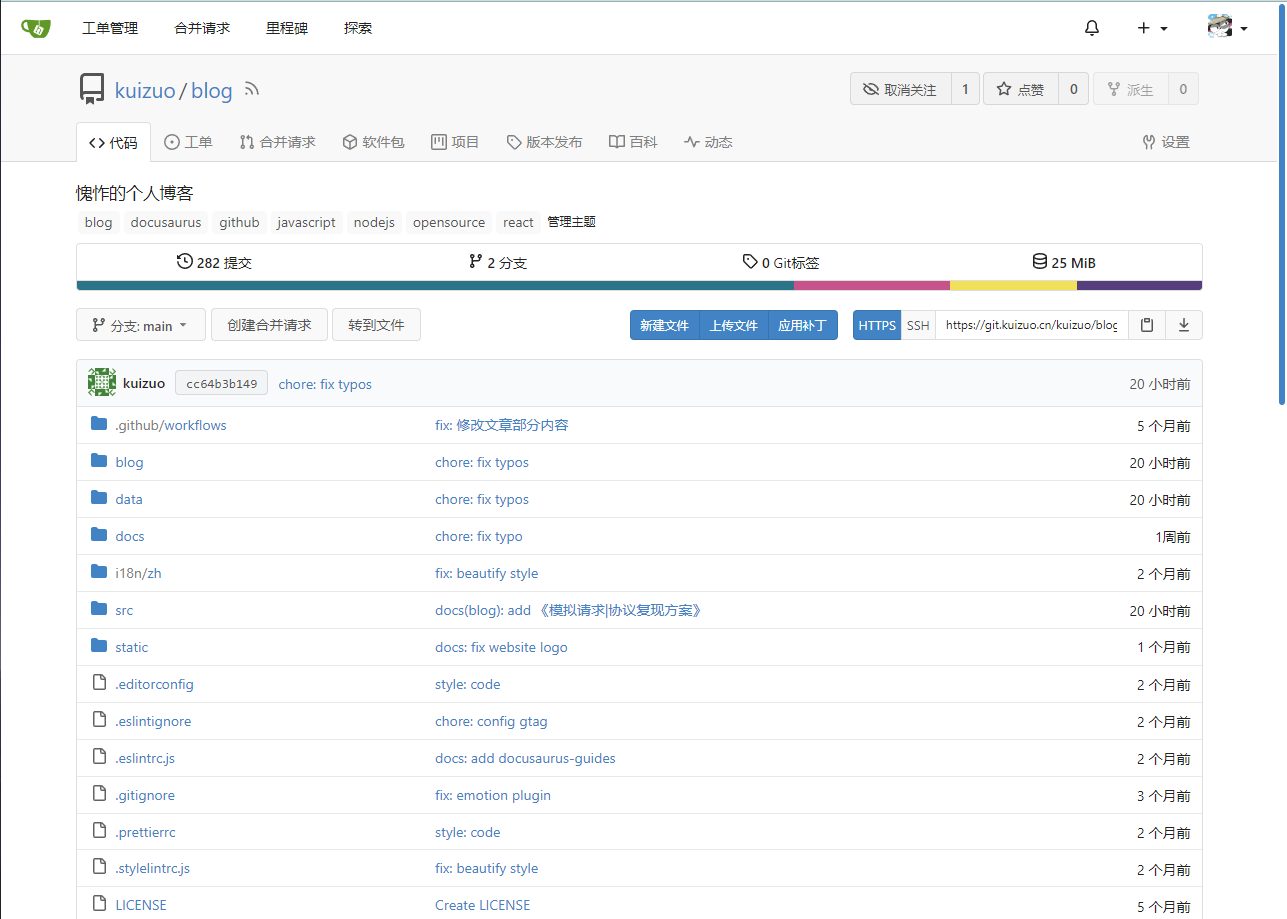 工单管理 合并请求 里程碑 探索
kuizuo / blog 取消关注 1 点赞 0 派生 0
代码 工单 合并请求 软件包 项目 版本发布 百科 动态 设置
愧怍的个人博客
blog docusaurus github javascript nodejs opensource react 管理主题
282 提交 2 分支 0 Git标签 25 MiB
分支: main 创建合并请求 转到文件 新建文件 上传文件 应用补丁 HTTPS SSH https://git.kuizuo.cn/kuizuo/blog
kuizuo cc64b3b149 chore: fix typos 20 小时前
.github/workflows fix: 修改文章部分内容 5 个月前
blog chore: fix typos 20 小时前
data chore: fix typos 20 小时前
docs chore: fix typo 1周前
i18n/zh fix: beautify style 2 个月前
src docs(blog): add 《模拟请求|协议复现方案》 20 小时前
static docs: fix website logo 1 个月前
.editorconfig style: code 2 个月前
.eslintignore chore: config gtag 2 个月前
.eslintrc.js docs: add docusaurus-guides 2 个月前
.gitignore fix: emotion plugin 3 个月前
.prettierrc style: code 2 个月前
.stylelintrc.js fix: beautify style 2 个月前
LICENSE Create LICENSE 5 个月前